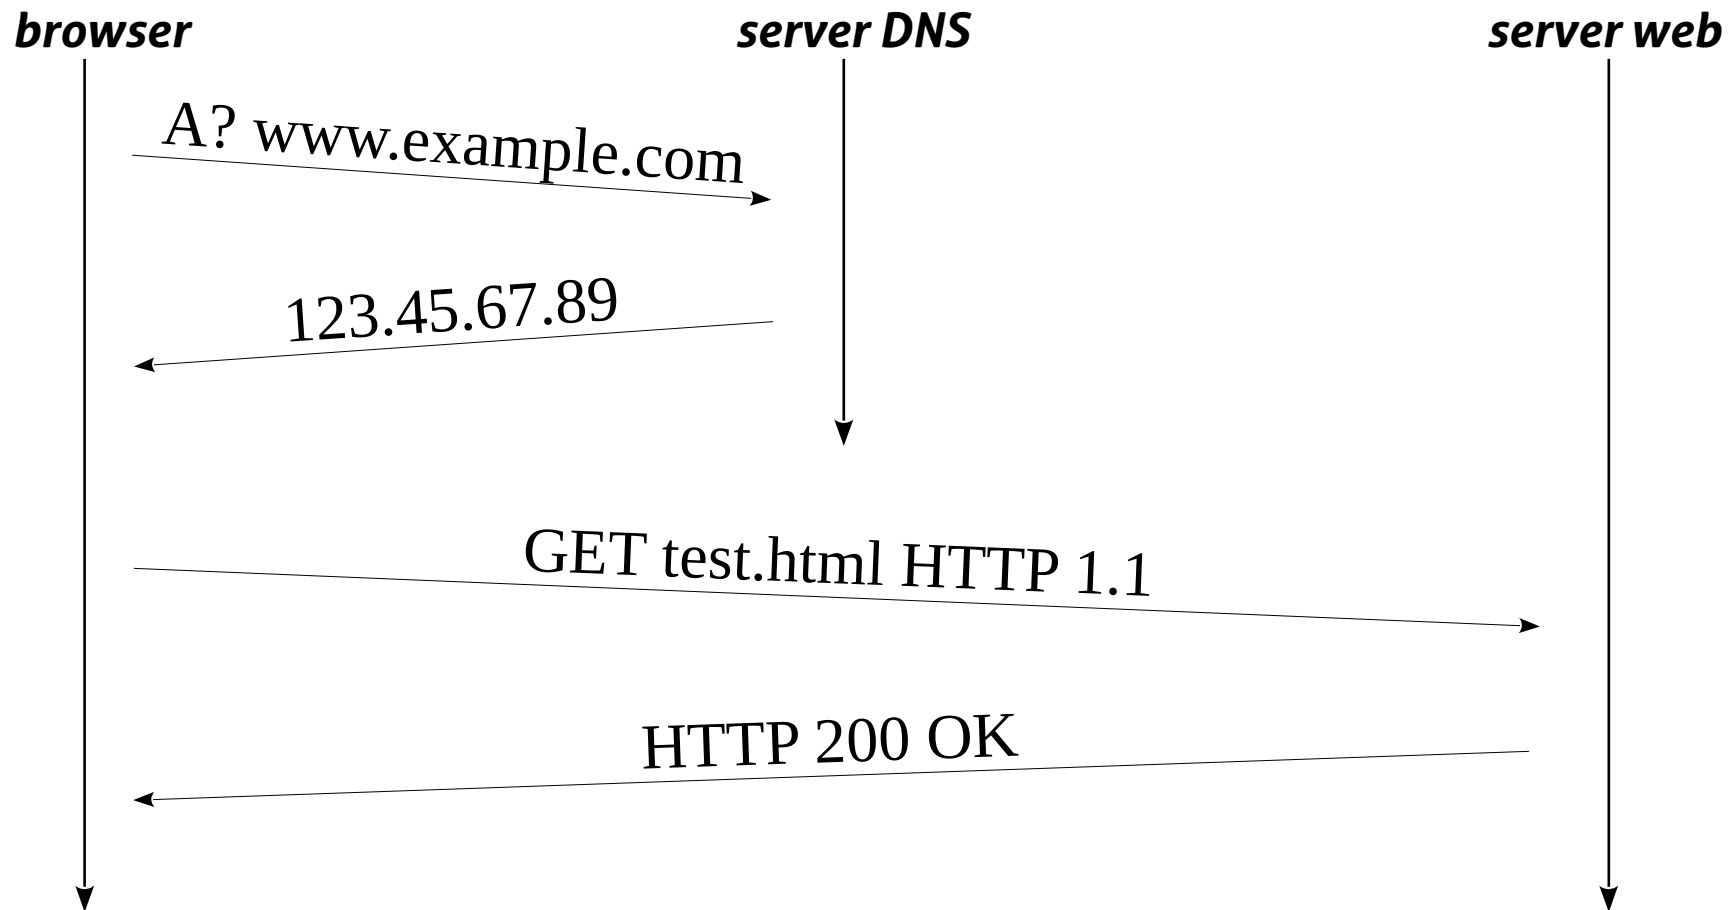 browser
server DNS
server web
A? www.example.com
123.45.67.89
GET test.html HTTP 1.1
HTTP 200 OK